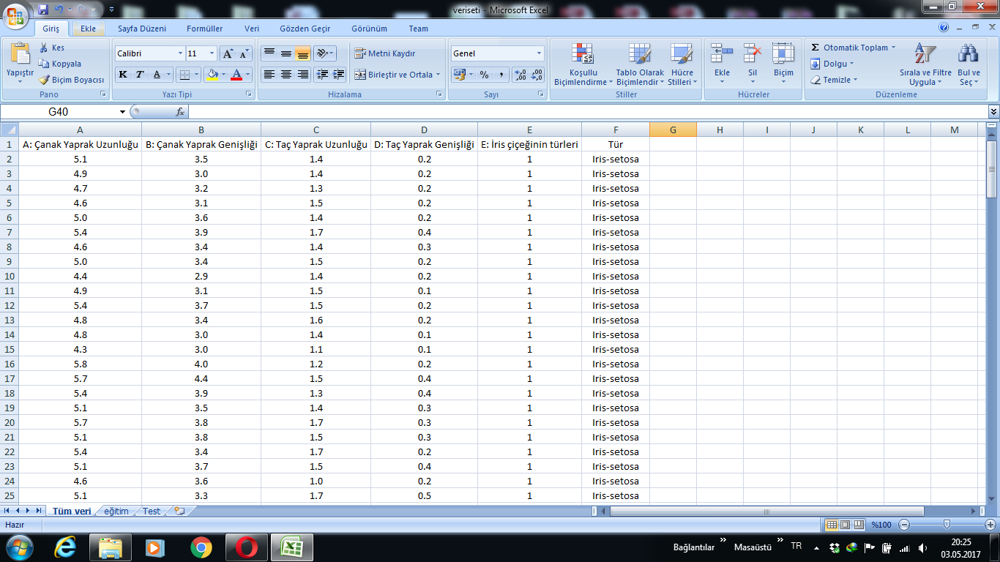 veriseti - Microsoft Excel
Giriş Ekle Sayfa Düzeni Formüller Veri Gözden Geçir Görünüm Team
Yapıştır
Kes
Kopyala
Biçim Boyacısı
Pano
Calibri 11
K T A
Yazı Tipi
Metni Kaydır
Birleştir ve Ortala
Hizalama
Genel
% ,
Sayı
Koşullu Biçimlendirme
Tablo Olarak Biçimlendir
Hücre Stilleri
Stiller
Ekle Sil Biçim
Hücreler
Σ Otomatik Toplam
Dolgu
Temizle
Sırala ve Filtre Uygula
Bul ve Seç
Düzenleme
G40 fx
A B C D E F G H I J K L M
1 A: Çanak Yaprak Uzunluğu B: Çanak Yaprak Genişliği C: Taç Yaprak Uzunluğu D: Taç Yaprak Genişliği E: İris çiçeğinin türleri Tür
2 5.1 3.5 1.4 0.2 1 Iris-setosa
3 4.9 3.0 1.4 0.2 1 Iris-setosa
4 4.7 3.2 1.3 0.2 1 Iris-setosa
5 4.6 3.1 1.5 0.2 1 Iris-setosa
6 5.0 3.6 1.4 0.2 1 Iris-setosa
7 5.4 3.9 1.7 0.4 1 Iris-setosa
8 4.6 3.4 1.4 0.3 1 Iris-setosa
9 5.0 3.4 1.5 0.2 1 Iris-setosa
10 4.4 2.9 1.4 0.2 1 Iris-setosa
11 4.9 3.1 1.5 0.1 1 Iris-setosa
12 5.4 3.7 1.5 0.2 1 Iris-setosa
13 4.8 3.4 1.6 0.2 1 Iris-setosa
14 4.8 3.0 1.4 0.1 1 Iris-setosa
15 4.3 3.0 1.1 0.1 1 Iris-setosa
16 5.8 4.0 1.2 0.2 1 Iris-setosa
17 5.7 4.4 1.5 0.4 1 Iris-setosa
18 5.4 3.9 1.3 0.4 1 Iris-setosa
19 5.1 3.5 1.4 0.3 1 Iris-setosa
20 5.7 3.8 1.7 0.3 1 Iris-setosa
21 5.1 3.8 1.5 0.3 1 Iris-setosa
22 5.4 3.4 1.7 0.2 1 Iris-setosa
23 5.1 3.7 1.5 0.4 1 Iris-setosa
24 4.6 3.6 1.0 0.2 1 Iris-setosa
25 5.1 3.3 1.7 0.5 1 Iris-setosa
Tüm veri eğitim Test
Hazır %100
Bağlantılar » Masaüstü » TR 20:25
03.05.2017